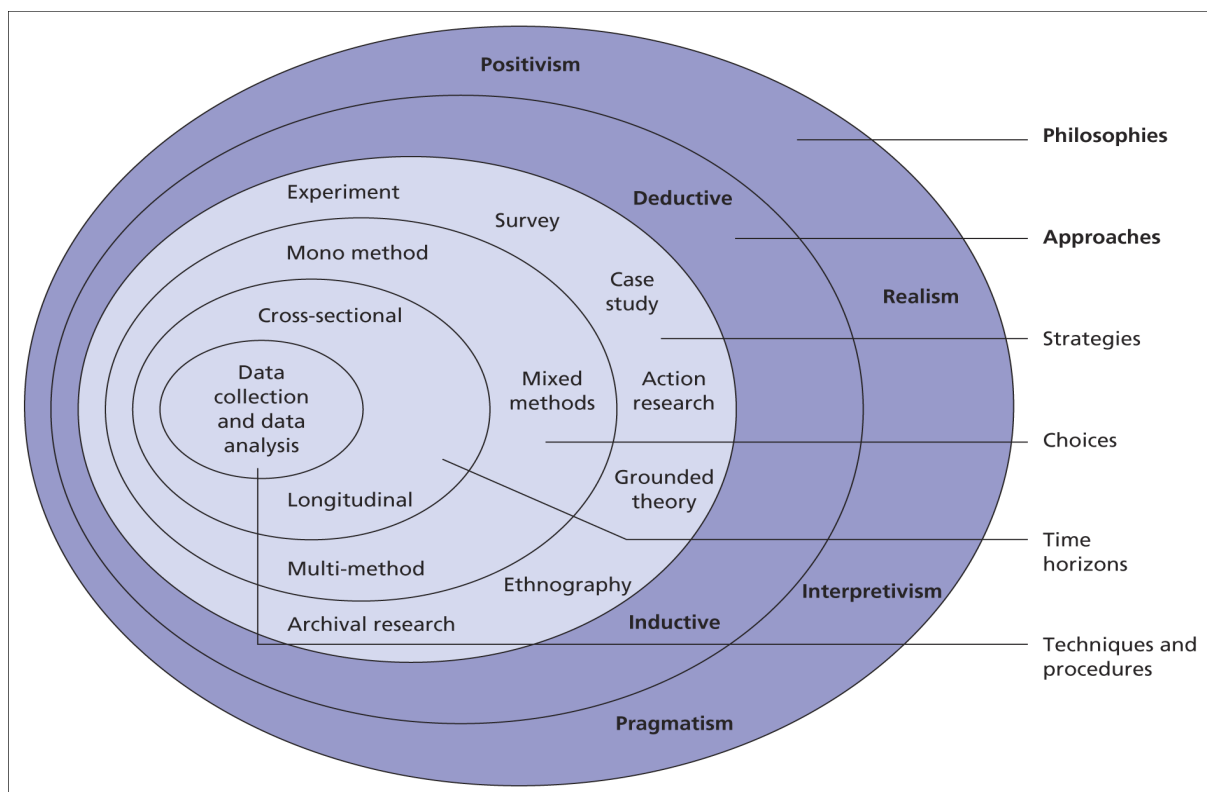 Positivism
Philosophies
Experiment
Deductive
Survey
Approaches
Mono method
Case
study
Realism
Cross-sectional
Strategies
Data
collection
and data
analysis
Mixed
methods
Action
research
Choices
Longitudinal
Grounded
theory
Time
horizons
Multi-method
Ethnography
Interpretivism
Archival research
Inductive
Techniques and
procedures
Pragmatism